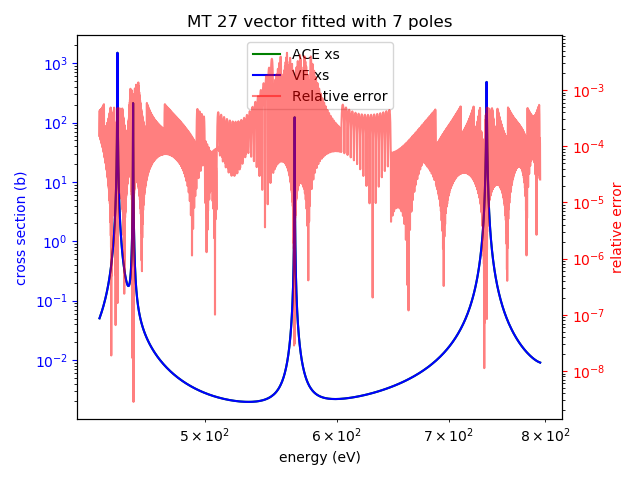 MT 27 vector fitted with 7 poles
ACE xs
VF xs
Relative error
10³
10²
10¹
10⁰
10⁻¹
10⁻²
cross section (b)
10⁻³
10⁻⁴
10⁻⁵
10⁻⁶
10⁻⁷
10⁻⁸
relative error
5 × 10² 6 × 10² 7 × 10² 8 × 10²
energy (eV)